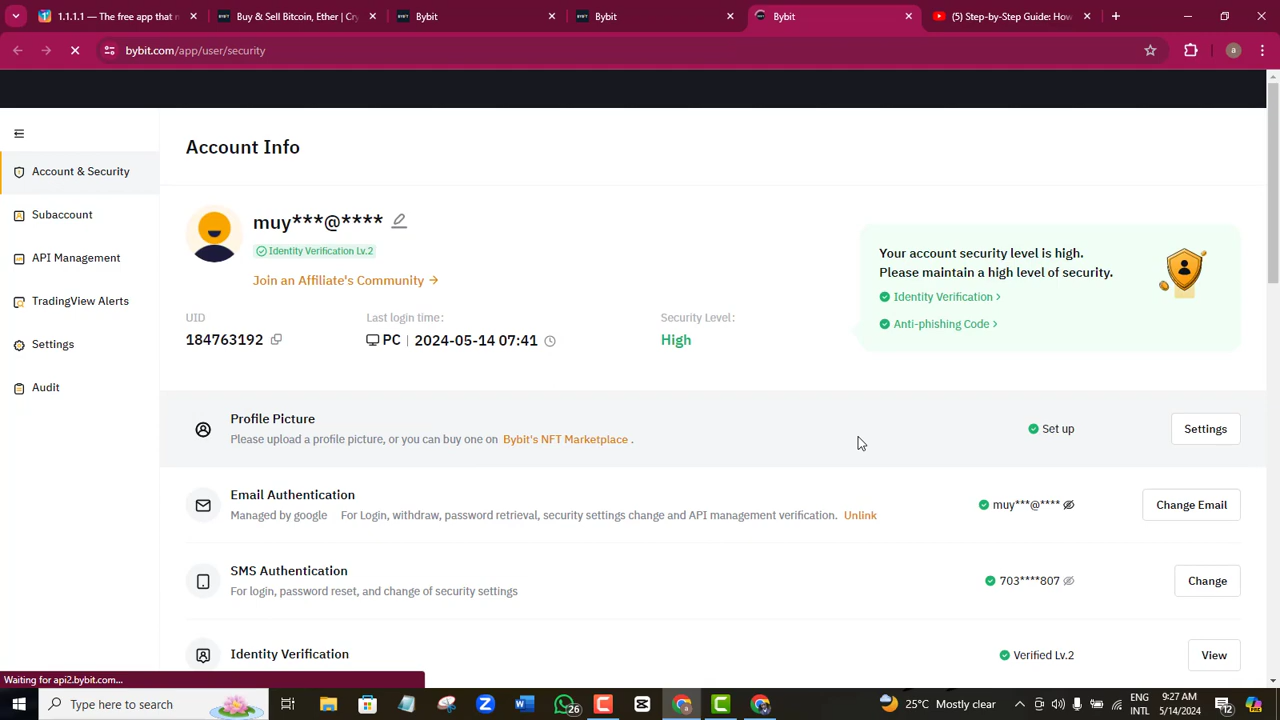 1.1.1.1 — The free app that n
Buy & Sell Bitcoin, Ether | Cry
Bybit
Bybit
Bybit
(5) Step-by-Step Guide: How
bybit.com/app/user/security
a
Account & Security
Subaccount
API Management
TradingView Alerts
Settings
Audit
Account Info
muy***@****
Identity Verification Lv.2
Join an Affiliate's Community
UID
184763192
Last login time:
PC | 2024-05-14 07:41
Security Level:
High
Your account security level is high.
Please maintain a high level of security.
Identity Verification >
Anti-phishing Code >
Profile Picture
Please upload a profile picture, or you can buy one on Bybit's NFT Marketplace .
Set up
Settings
Email Authentication
Managed by google For Login, withdraw, password retrieval, security settings change and API management verification. Unlink
muy***@****
Change Email
SMS Authentication
For login, password reset, and change of security settings
703****807
Change
Identity Verification
Verified Lv.2
View
Waiting for api2.bybit.com...
Type here to search
26
25°C Mostly clear
ENG
INTL
9:27 AM
5/14/2024
12